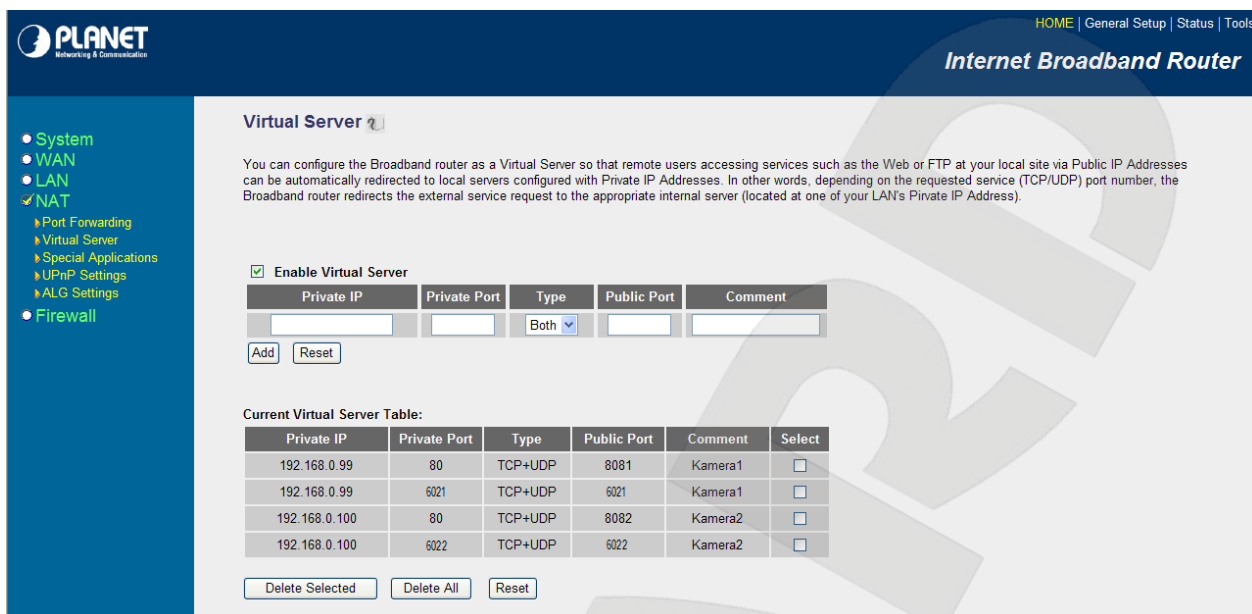 PLANET
Networking & Communication
HOME | General Setup | Status | Tools
Internet Broadband Router
System
WAN
LAN
NAT
Port Forwarding
Virtual Server
Special Applications
UPnP Settings
ALG Settings
Firewall
Virtual Server
You can configure the Broadband router as a Virtual Server so that remote users accessing services such as the Web or FTP at your local site via Public IP Addresses
can be automatically redirected to local servers configured with Private IP Addresses. In other words, depending on the requested service (TCP/UDP) port number, the
Broadband router redirects the external service request to the appropriate internal server (located at one of your LAN's Pirivate IP Address).
Enable Virtual Server
Private IP Private Port Type Public Port Comment
Both
Add Reset
Current Virtual Server Table:
Private IP Private Port Type Public Port Comment Select
192.168.0.99 80 TCP+UDP 8081 Kamera1
192.168.0.99 6021 TCP+UDP 6021 Kamera1
192.168.0.100 80 TCP+UDP 8082 Kamera2
192.168.0.100 6022 TCP+UDP 6022 Kamera2
Delete Selected Delete All Reset